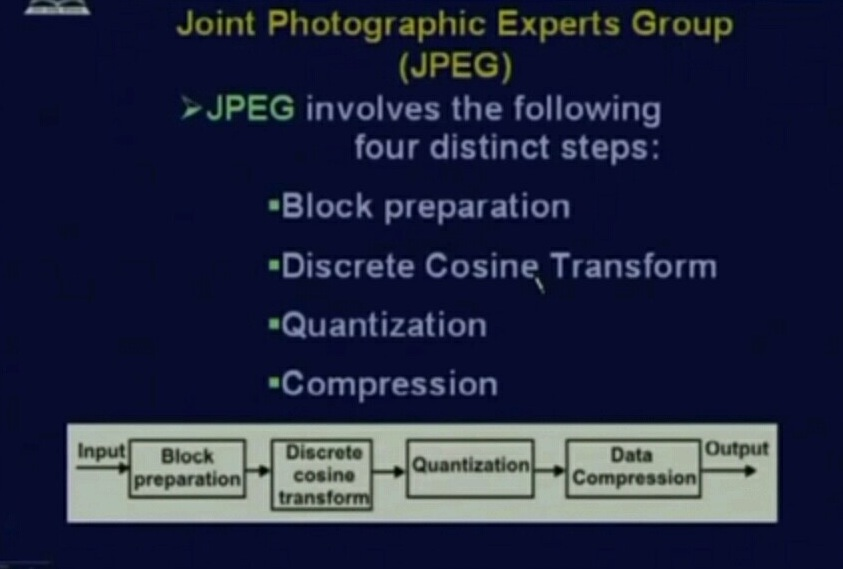 Joint Photographic Experts Group
(JPEG)
➢JPEG involves the following
four distinct steps:
▪Block preparation
▪Discrete Cosine Transform
▪Quantization
▪Compression
Input
Block
preparation
Discrete
cosine
transform
Quantization
Data
Compression
Output